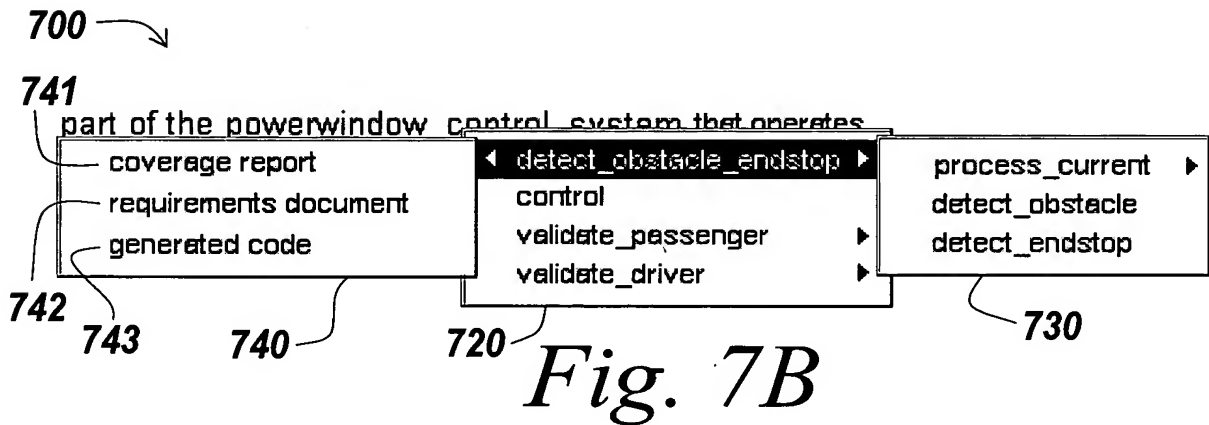 700
741
part of the powerwindow control system that operates
coverage report
requirements document
generated code
detect_obstacle_endstop
control
validate_passenger
validate_driver
process_current
detect_obstacle
detect_endstop
742
743
740
720
730
Fig. 7B